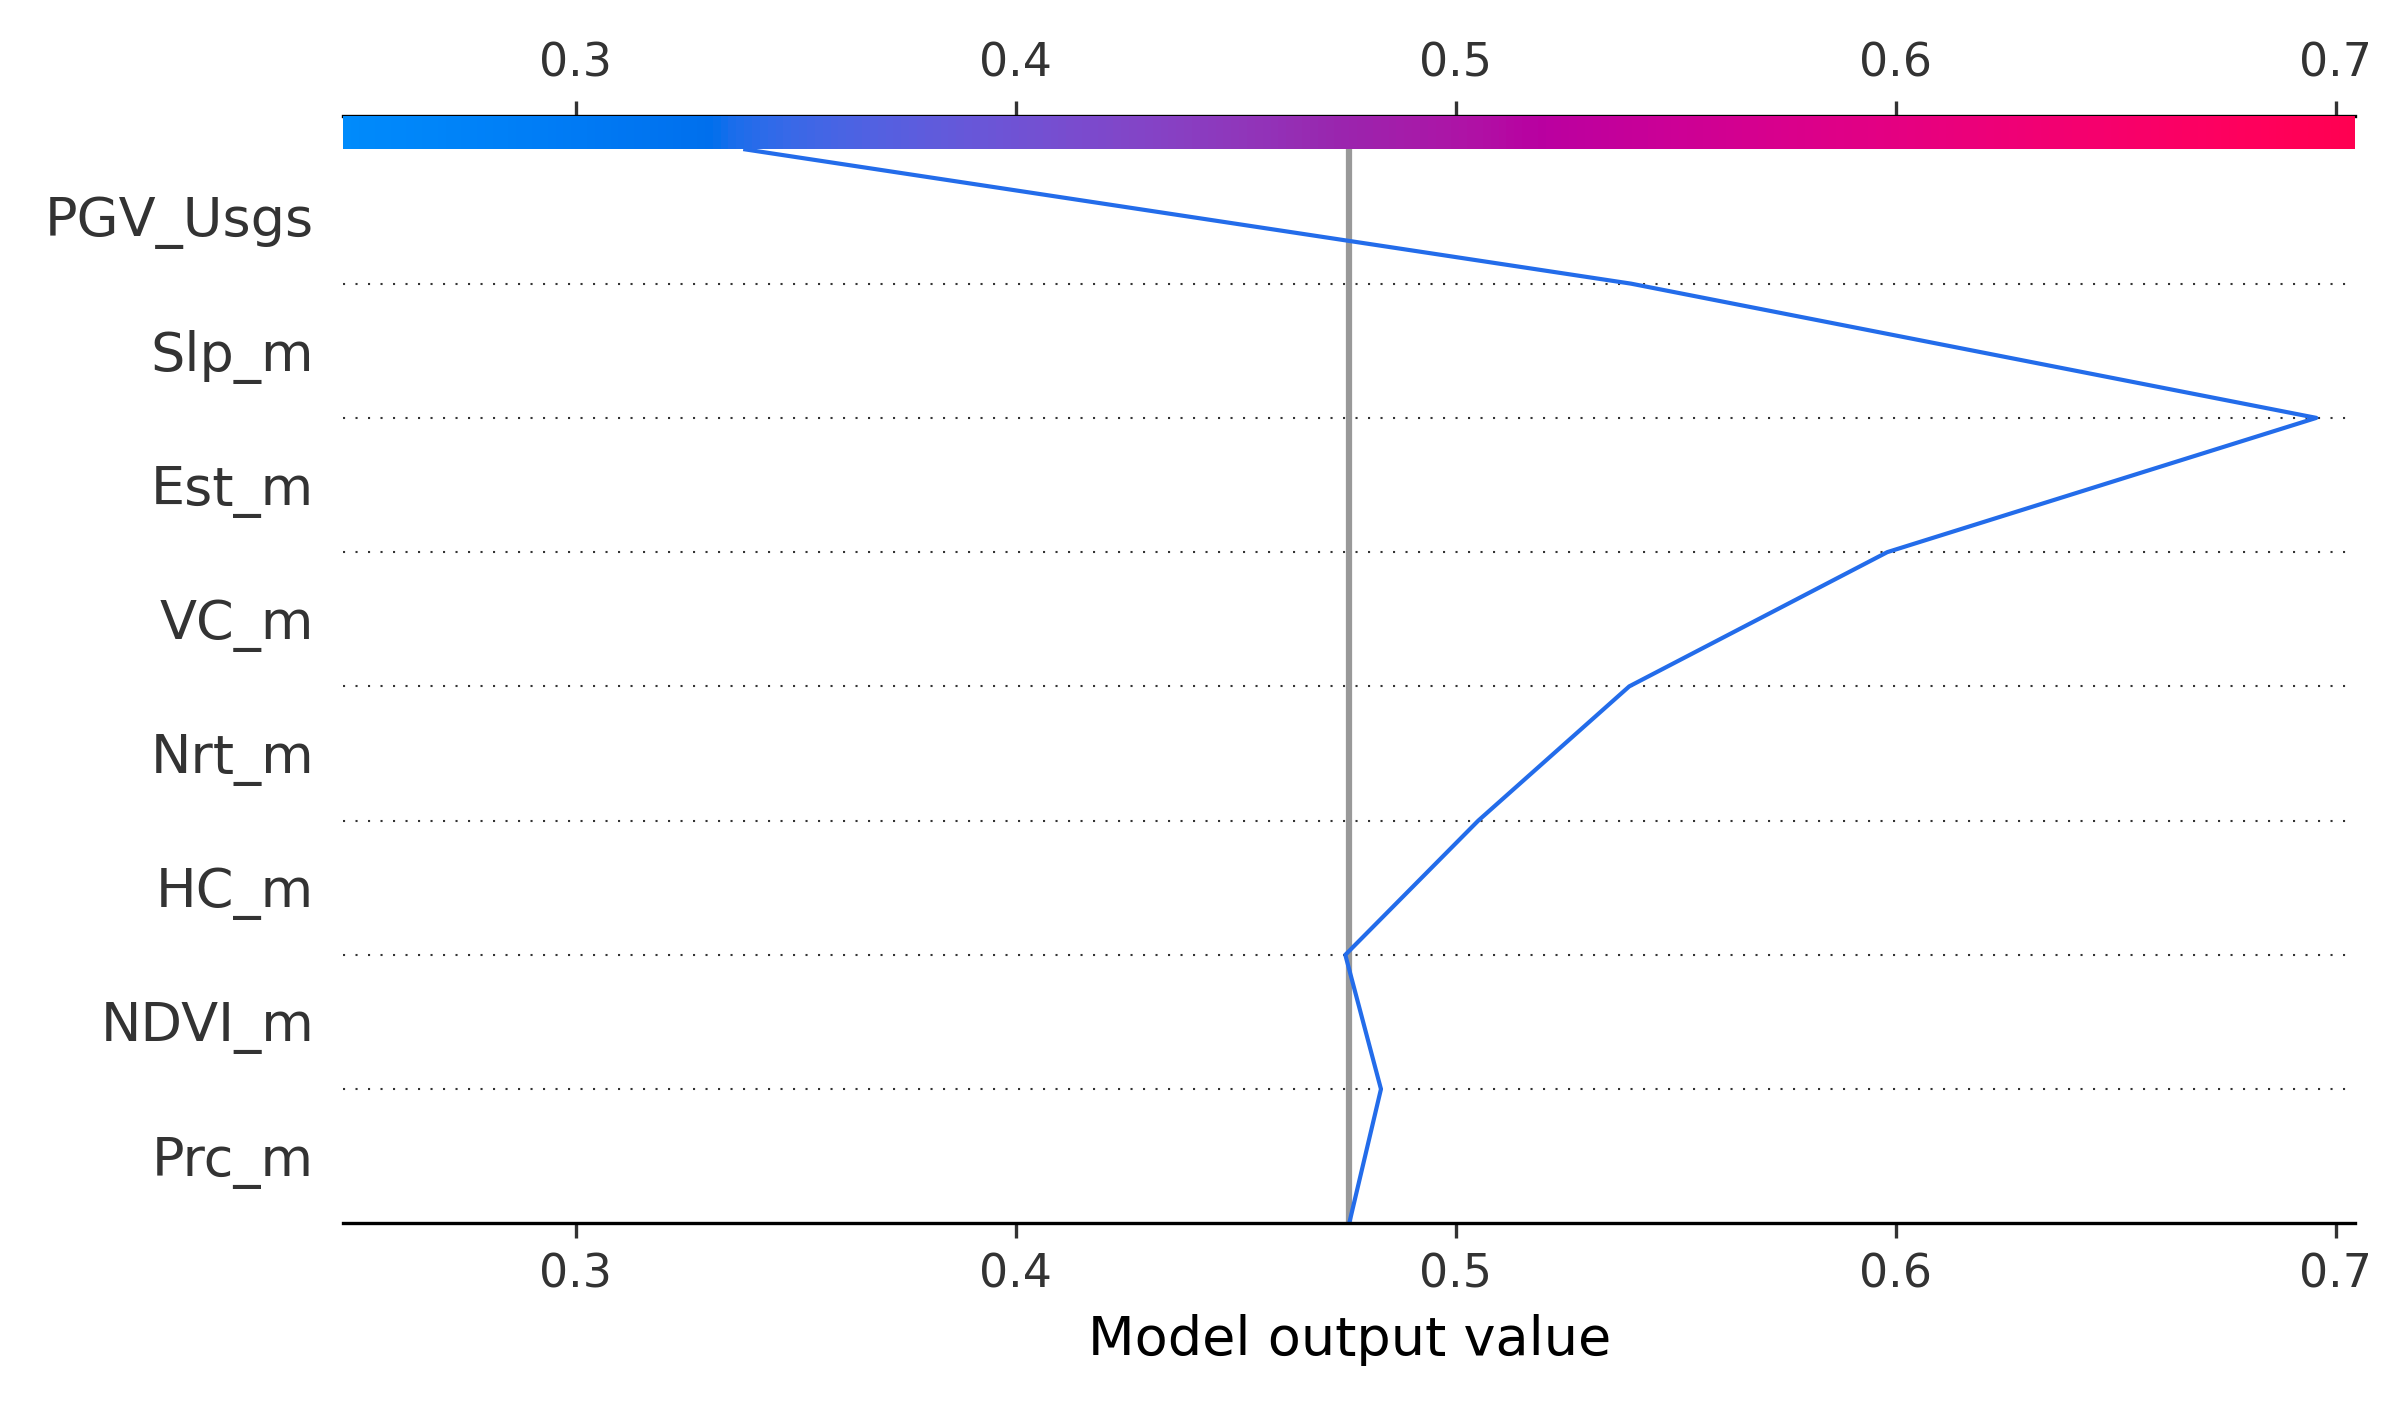 0.3 0.4 0.5 0.6 0.7
PGV_Usgs
Slp_m
Est_m
VC_m
Nrt_m
HC_m
NDVI_m
Prc_m
0.3 0.4 0.5 0.6 0.7
Model output value